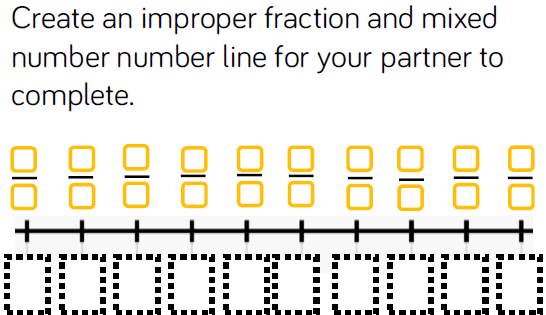 Create an improper fraction and mixed
number number line for your partner to
complete.